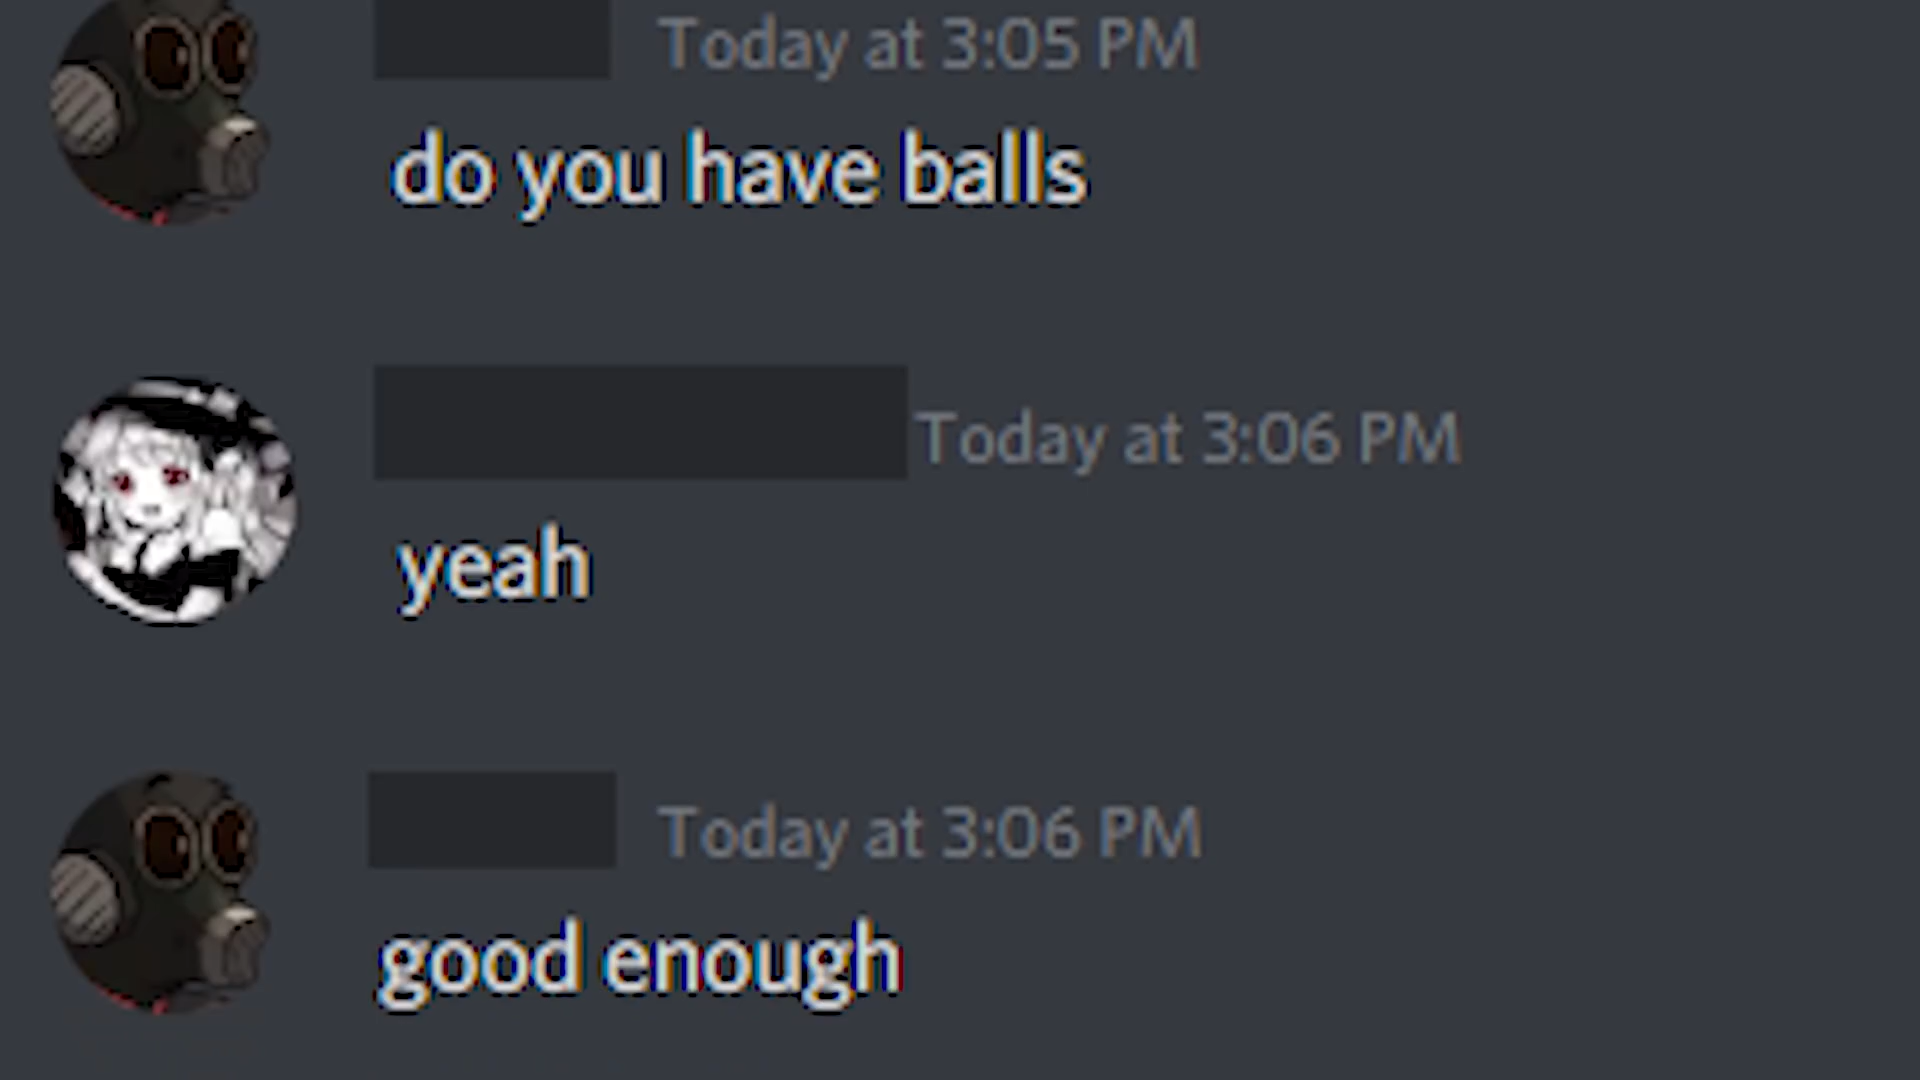 Today at 3:05 PM
do you have balls
Today at 3:06 PM
yeah
Today at 3:06 PM
good enough